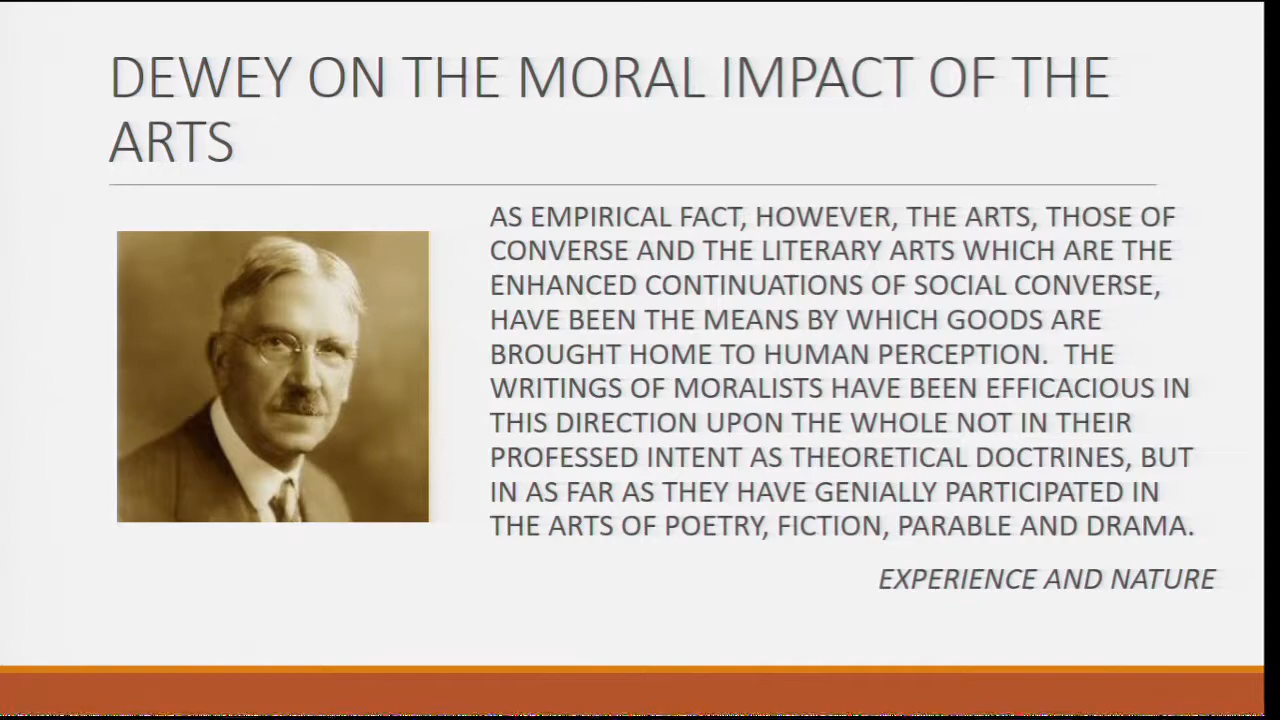 DEWEY ON THE MORAL IMPACT OF THE
ARTS
AS EMPIRICAL FACT, HOWEVER, THE ARTS, THOSE OF
CONVERSE AND THE LITERARY ARTS WHICH ARE THE
ENHANCED CONTINUATIONS OF SOCIAL CONVERSE,
HAVE BEEN THE MEANS BY WHICH GOODS ARE
BROUGHT HOME TO HUMAN PERCEPTION.  THE
WRITINGS OF MORALISTS HAVE BEEN EFFICACIOUS IN
THIS DIRECTION UPON THE WHOLE NOT IN THEIR
PROFESSED INTENT AS THEORETICAL DOCTRINES, BUT
IN AS FAR AS THEY HAVE GENIALLY PARTICIPATED IN
THE ARTS OF POETRY, FICTION, PARABLE AND DRAMA.
EXPERIENCE AND NATURE